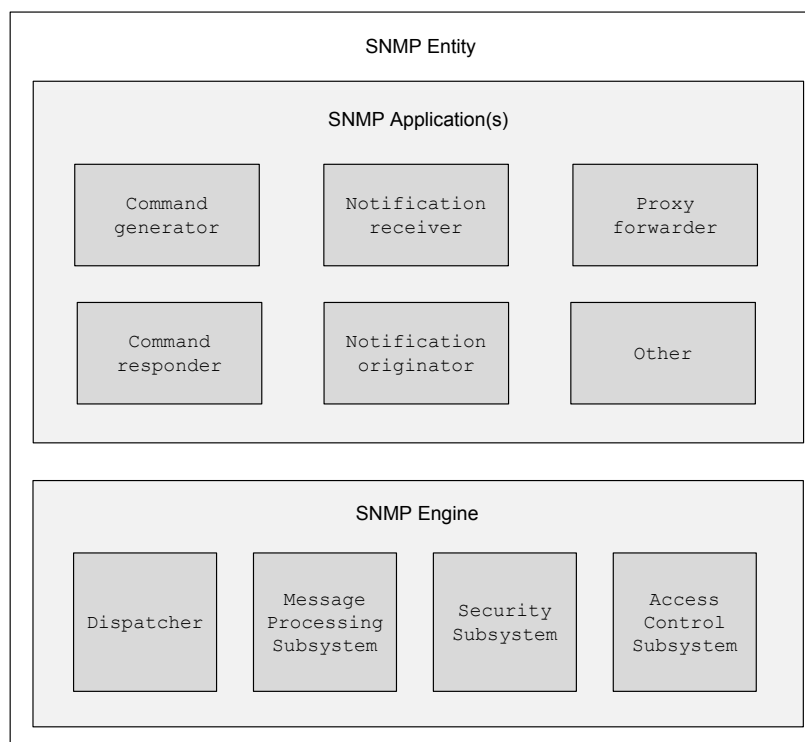 SNMP Entity
SNMP Application(s)
Command
generator
Notification
receiver
Proxy
forwarder
Command
responder
Notification
originator
Other
SNMP Engine
Dispatcher
Message
Processing
Subsystem
Security
Subsystem
Access
Control
Subsystem